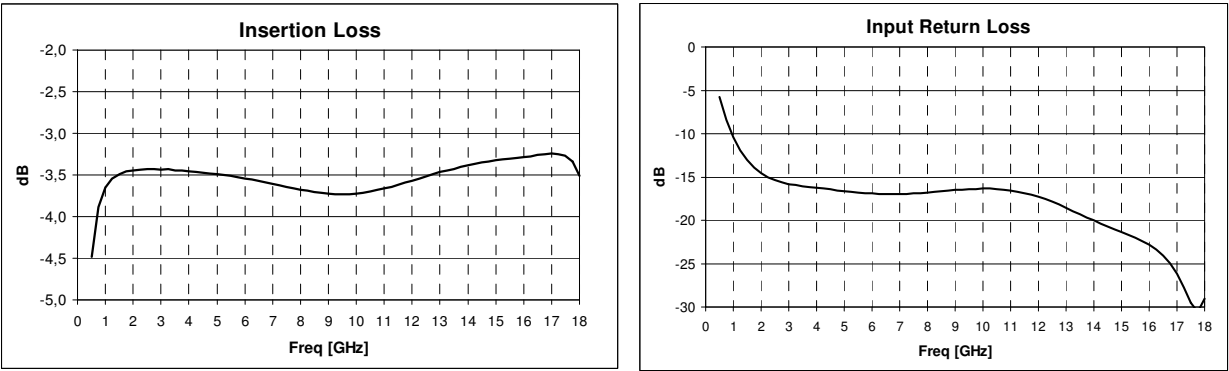 Insertion Loss
-2,0
-2,5
-3,0
-3,5
-4,0
-4,5
-5,0
dB
0 1 2 3 4 5 6 7 8 9 10 11 12 13 14 15 16 17 18
Freq [GHz]
Input Return Loss
0
-5
-10
-15
-20
-25
-30
dB
0 1 2 3 4 5 6 7 8 9 10 11 12 13 14 15 16 17 18
Freq [GHz]